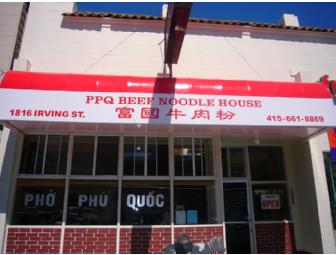 PPQ BEEF NOODLE HOUSE
1816 IRVING ST. 富國牛肉粉 415-661-8869
PHỞ PHÚ QUỐC
OPEN